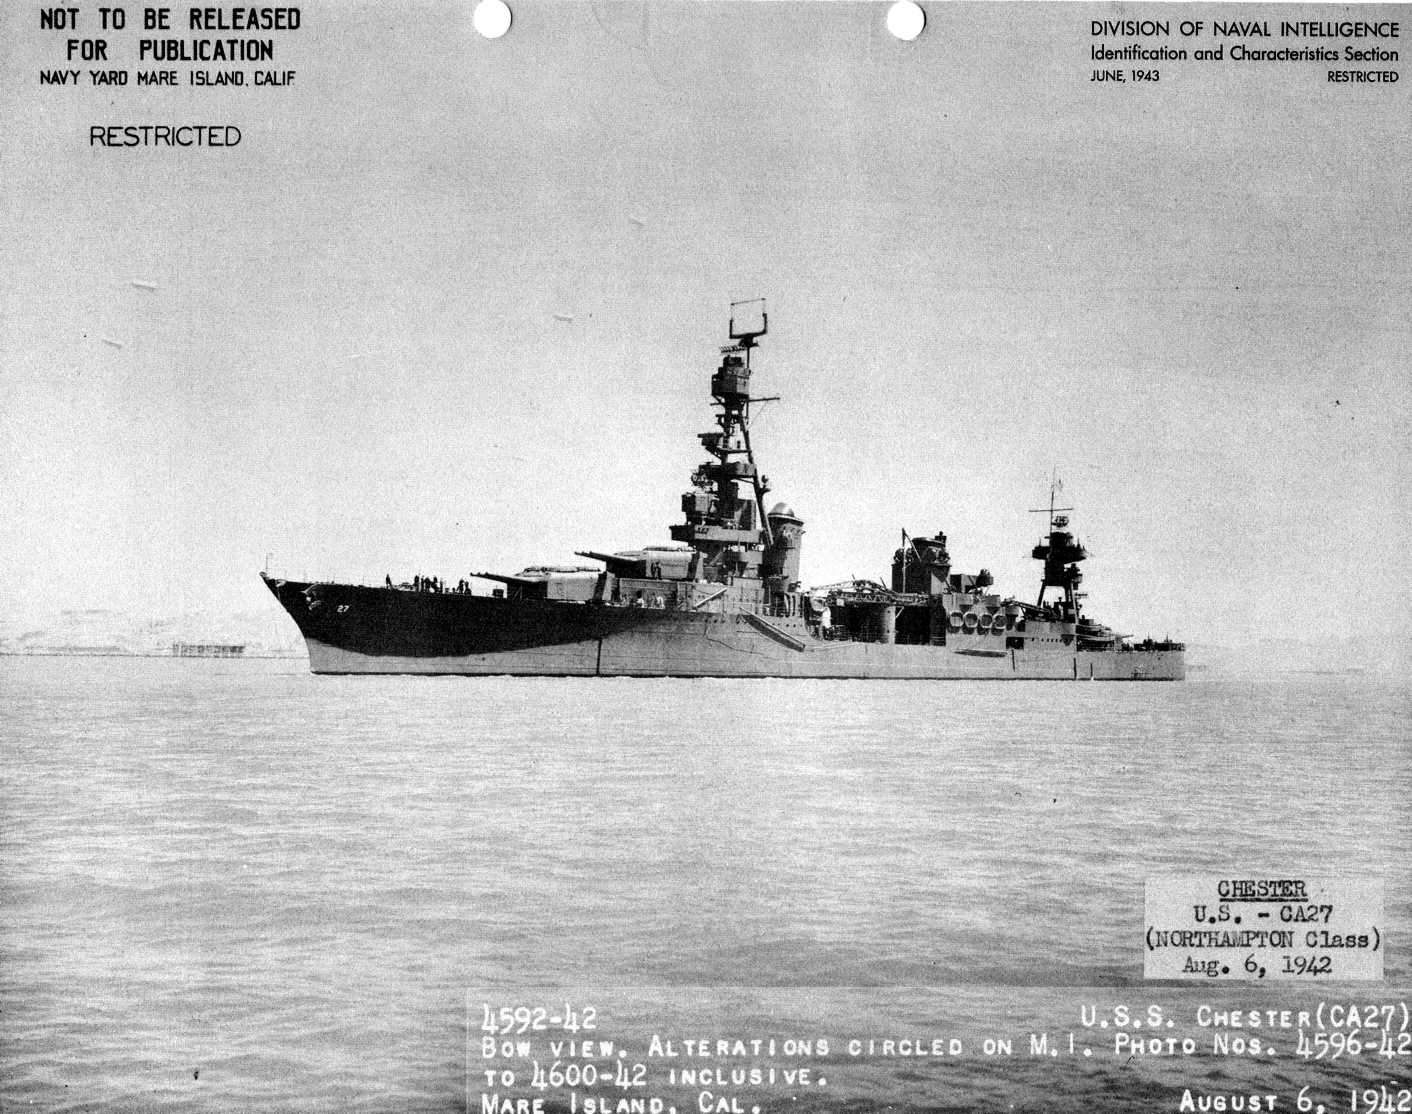 NOT TO BE RELEASED
FOR PUBLICATION
NAVY YARD MARE ISLAND, CALIF.
RESTRICTED
DIVISION OF NAVAL INTELLIGENCE
Identification and Characteristics Section
JUNE, 1943 RESTRICTED
27
CHESTER
U.S. - CA27
(NORTHAMPTON Class)
Aug. 6, 1942
4592-42 U.S.S. CHESTER(CA27)
BOW VIEW. ALTERATIONS CIRCLED ON M.I. PHOTO NOS. 4596-42
TO 4600-42 INCLUSIVE.
MARE ISLAND, CAL. AUGUST 6, 1942